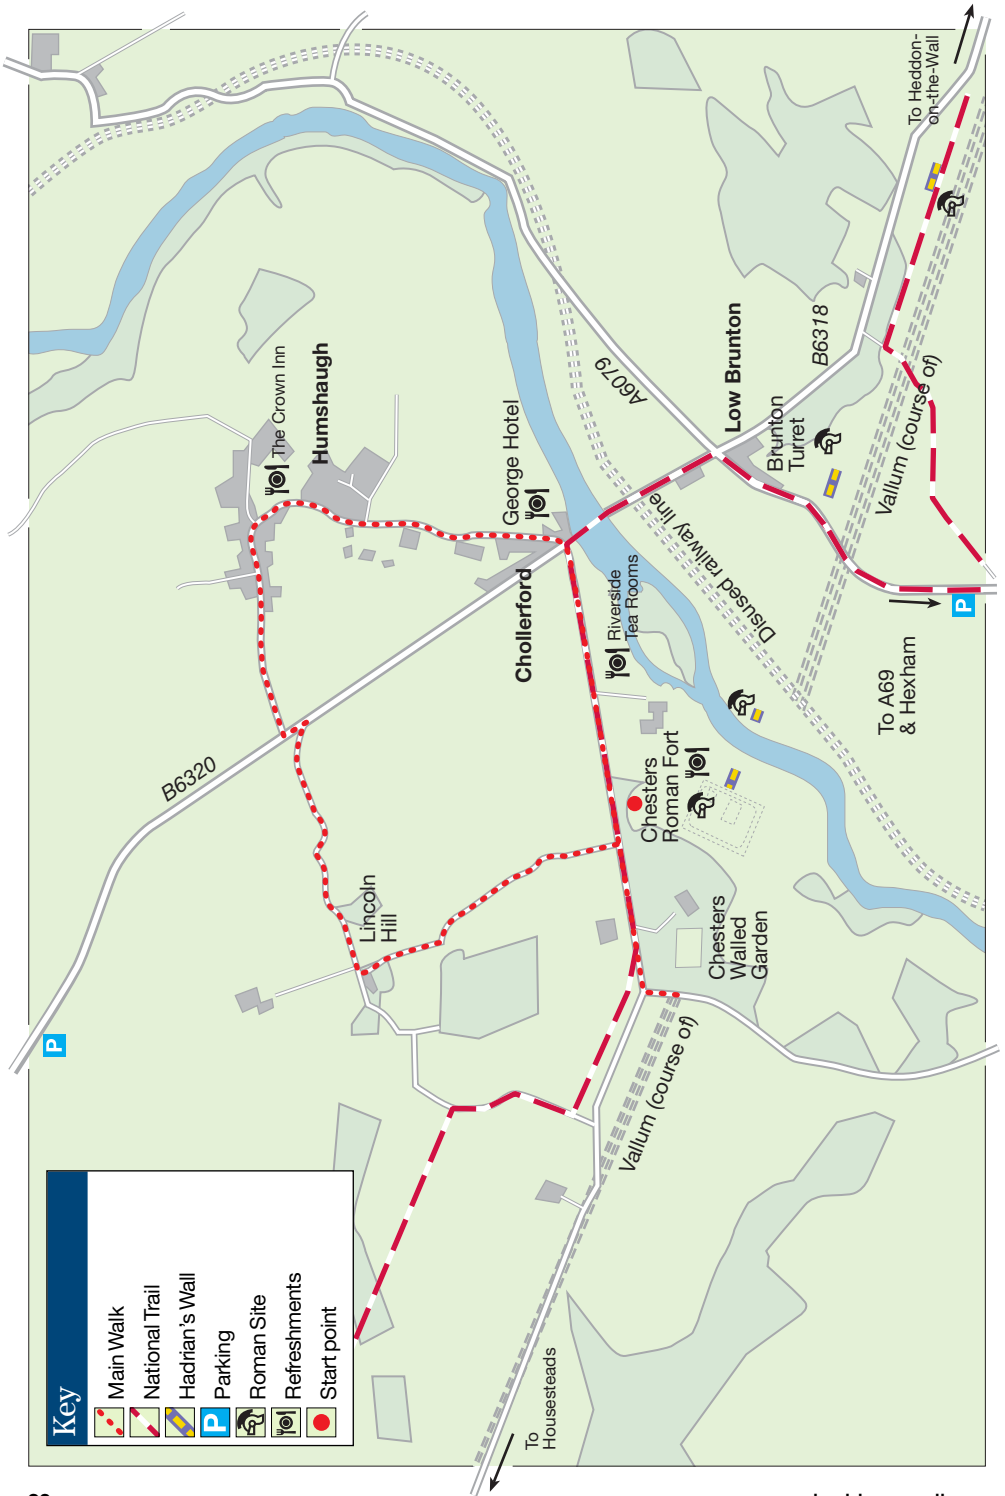 Key
Main Walk
National Trail
Hadrian's Wall
P
Parking
Roman Site
Refreshments
Start point
P
B6320
Lincoln
Hill
The Crown Inn
Humshaugh
George Hotel
Chollerford
Riverside
Tea Rooms
Chesters
Roman Fort
Chesters
Walled
Garden
Vallum (course of)
To
Housesteads
A6079
Low Brunton
B6318
Brunton
Turret
Vallum (course of)
Disused railway line
To Heddon-
on-the-Wall
To A69
& Hexham
P